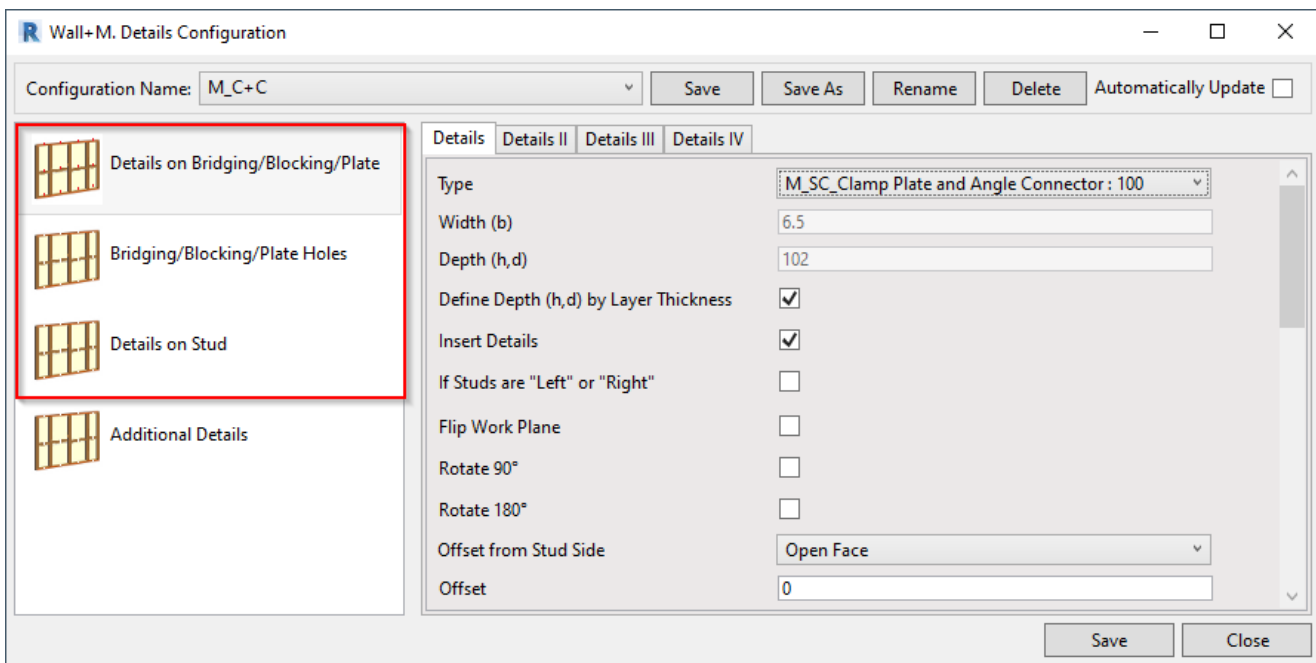 Wall+M. Details Configuration
Configuration Name: M_C+C Save Save As Rename Delete Automatically Update
Details on Bridging/Blocking/Plate
Bridging/Blocking/Plate Holes
Details on Stud
Additional Details
Details Details II Details III Details IV
Type M_SC_Clamp Plate and Angle Connector : 100
Width (b) 6.5
Depth (h,d) 102
Define Depth (h,d) by Layer Thickness
Insert Details
If Studs are "Left" or "Right"
Flip Work Plane
Rotate 90°
Rotate 180°
Offset from Stud Side Open Face
Offset 0
Save Close